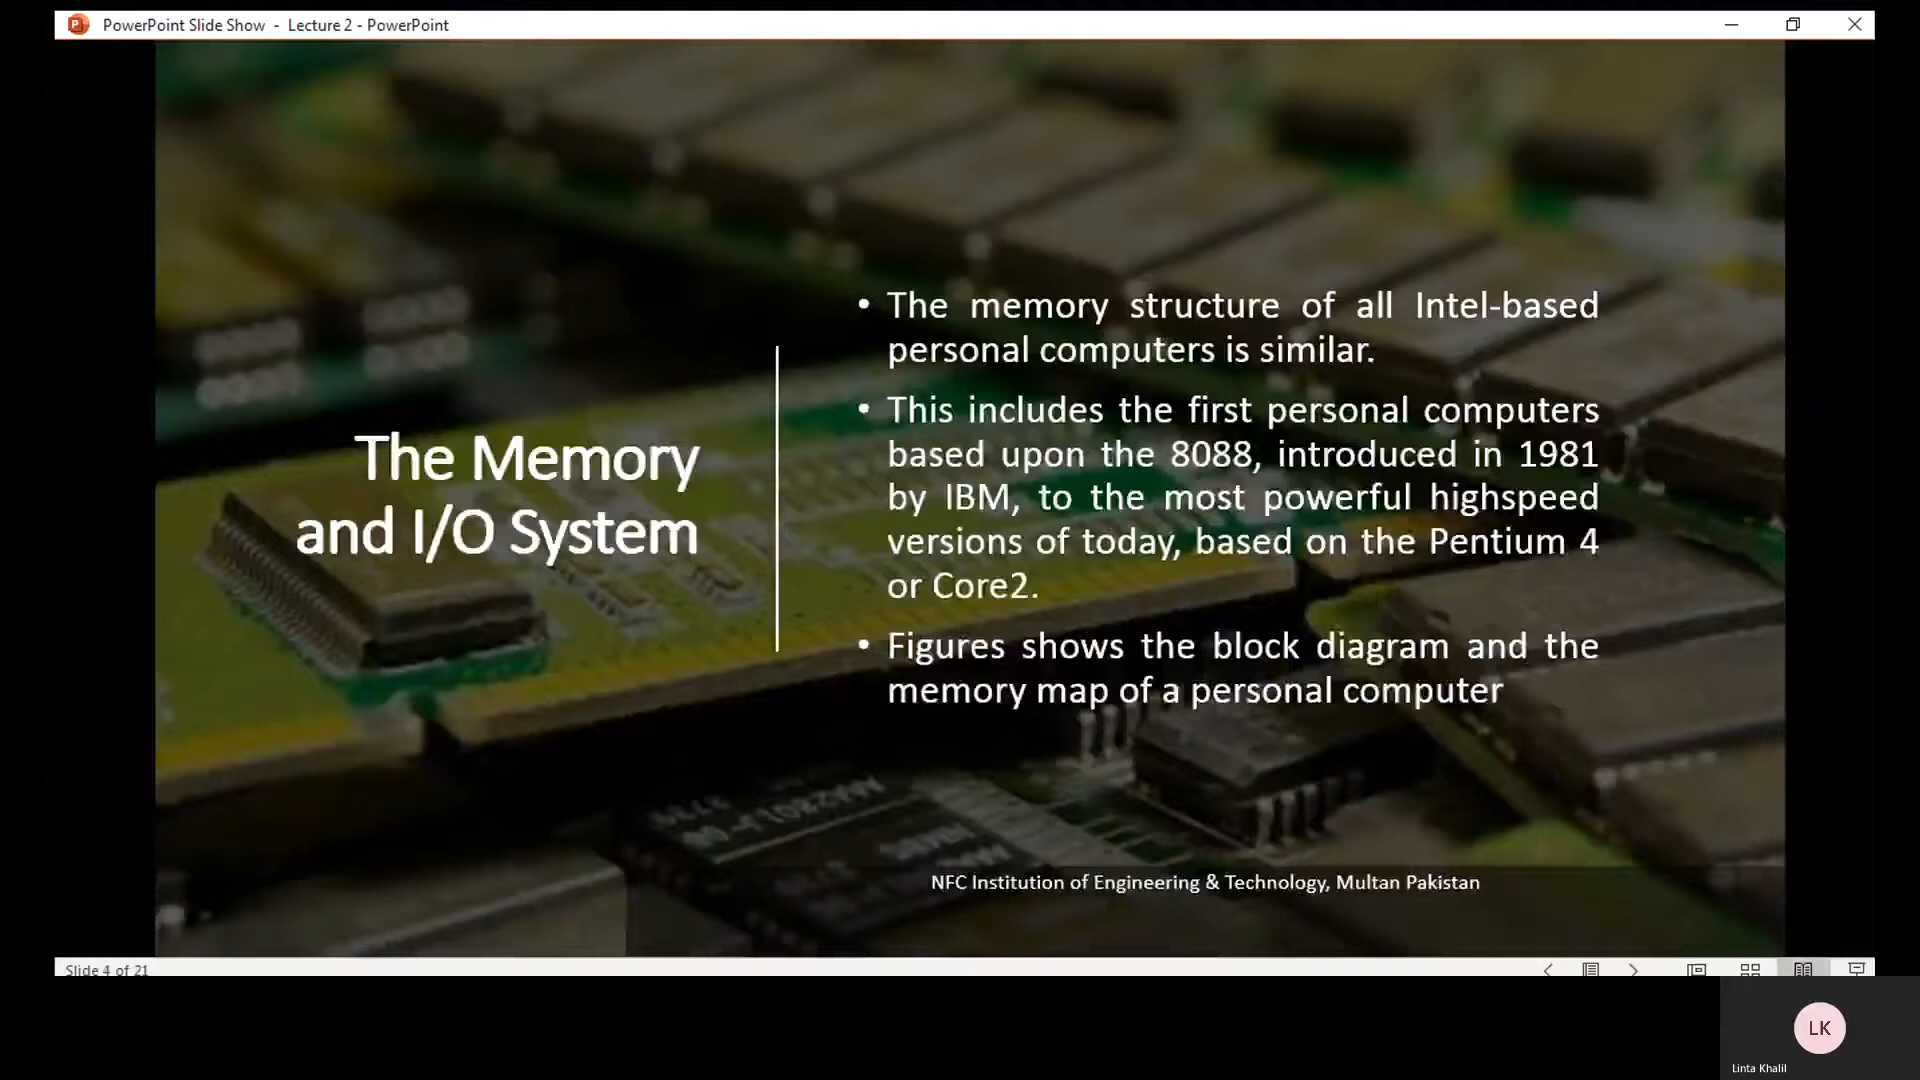 PowerPoint Slide Show - Lecture 2 - PowerPoint
The Memory
and I/O System
• The memory structure of all Intel-based
personal computers is similar.
• This includes the first personal computers
based upon the 8088, introduced in 1981
by IBM, to the most powerful highspeed
versions of today, based on the Pentium 4
or Core2.
• Figures shows the block diagram and the
memory map of a personal computer
NFC Institution of Engineering & Technology, Multan Pakistan
Slide 4 of 21
LK
Linta Khalil